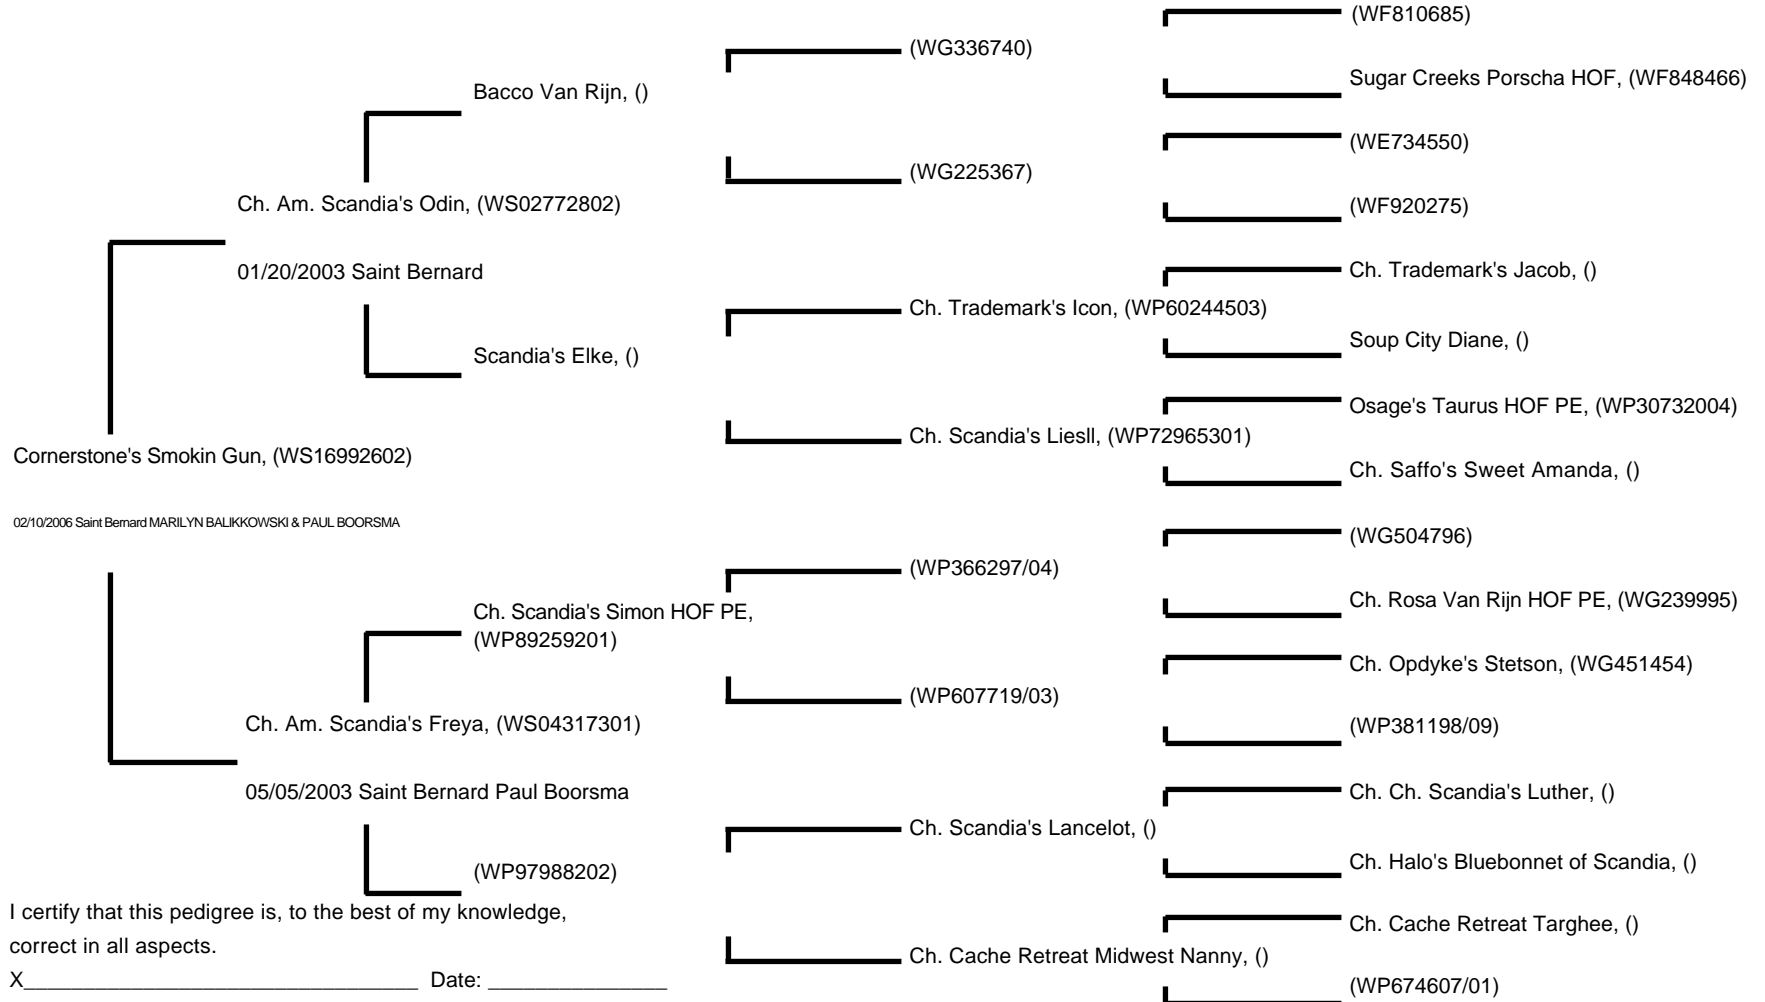 (WF810685)
(WG336740)
Sugar Creeks Porscha HOF, (WF848466)
Bacco Van Rijn, ()
(WE734550)
(WG225367)
Ch. Am. Scandia's Odin, (WS02772802)
(WF920275)
01/20/2003 Saint Bernard
Ch. Trademark's Jacob, ()
Ch. Trademark's Icon, (WP60244503)
Soup City Diane, ()
Scandia's Elke, ()
Osage's Taurus HOF PE, (WP30732004)
Ch. Scandia's Liesll, (WP72965301)
Cornerstone's Smokin Gun, (WS16992602)
Ch. Saffo's Sweet Amanda, ()
02/10/2006 Saint Bernard MARILYN BALIKKOWSKI & PAUL BOORSMA
(WG504796)
(WP366297/04)
Ch. Rosa Van Rijn HOF PE, (WG239995)
Ch. Scandia's Simon HOF PE,
(WP89259201)
Ch. Opdyke's Stetson, (WG451454)
(WP607719/03)
Ch. Am. Scandia's Freya, (WS04317301)
(WP381198/09)
05/05/2003 Saint Bernard Paul Boorsma
Ch. Ch. Scandia's Luther, ()
Ch. Scandia's Lancelot, ()
Ch. Halo's Bluebonnet of Scandia, ()
(WP97988202)
I certify that this pedigree is, to the best of my knowledge,
correct in all aspects.
Ch. Cache Retreat Targhee, ()
Ch. Cache Retreat Midwest Nanny, ()
X_________________________________ Date: _______________
(WP674607/01)